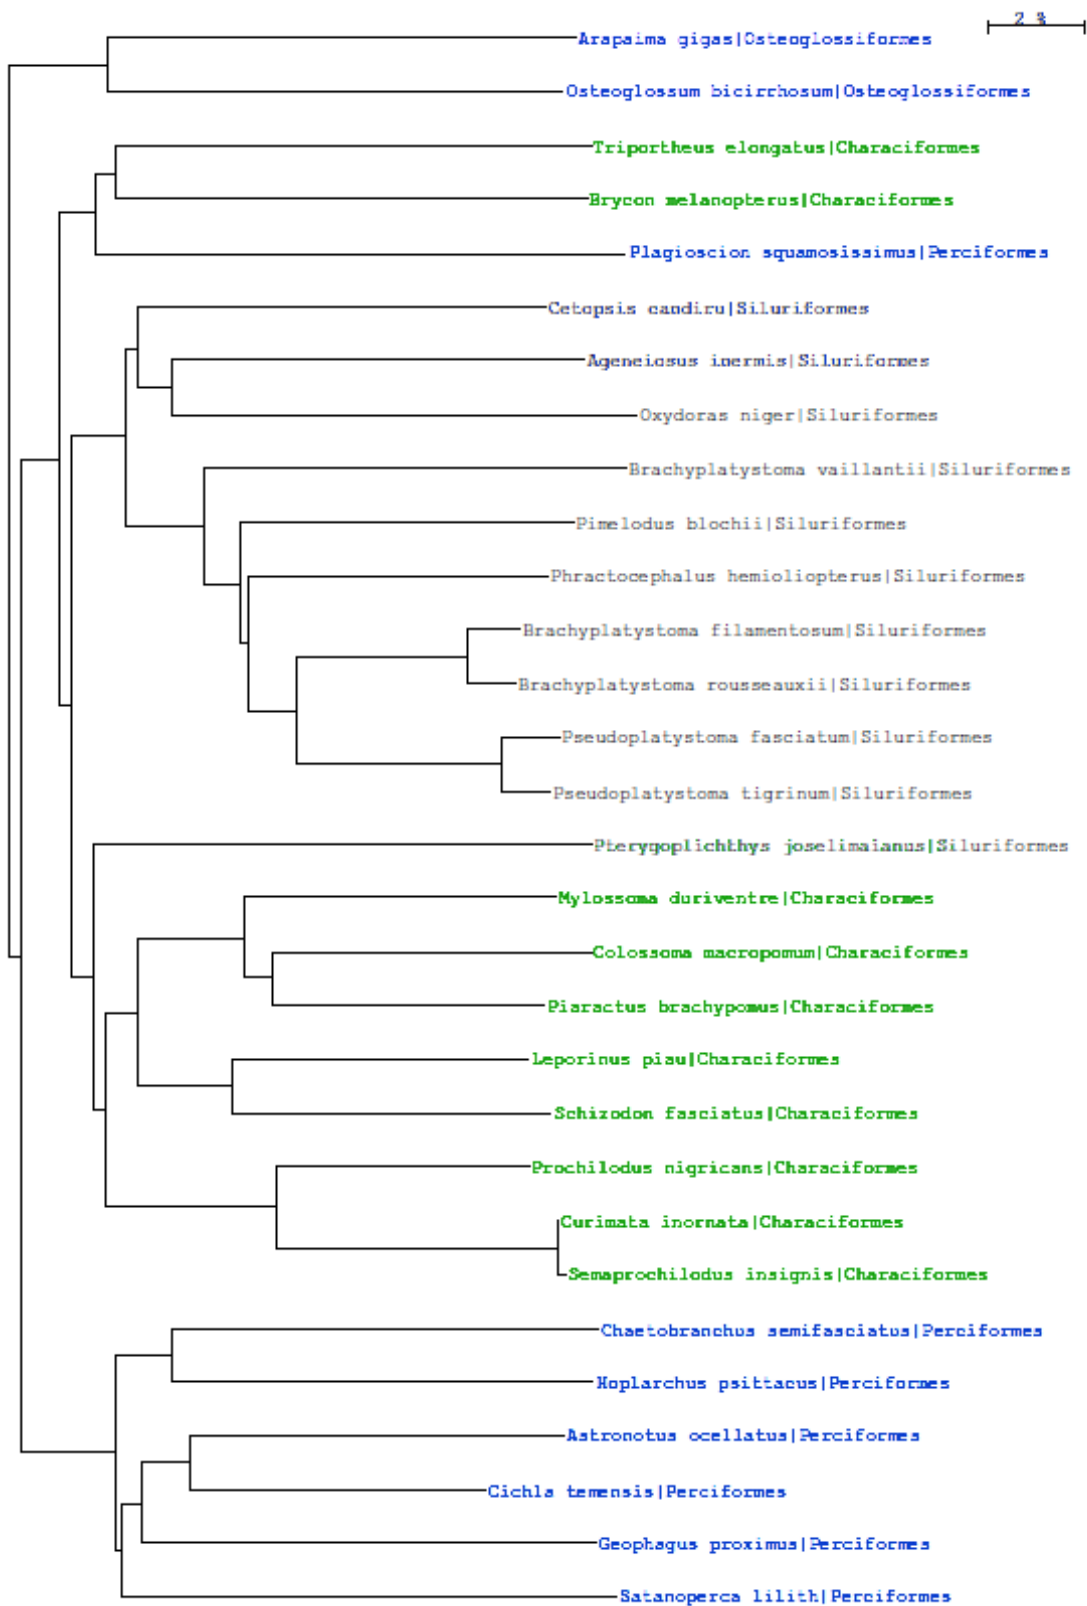 2 %
Arapaima gigas|Osteoglossiformes
Osteoglossum bicirrhosum|Osteoglossiformes
Triportheus elongatus|Characiformes
Brycon melanopterus|Characiformes
Plagioscion squamosissimus|Perciformes
Cetopsis candiru|Siluriformes
Ageneiosus inermis|Siluriformes
Oxydoras niger|Siluriformes
Brachyplatystoma vaillantii|Siluriformes
Pimelodus blochii|Siluriformes
Phractocephalus hemioliopterus|Siluriformes
Brachyplatystoma filamentosum|Siluriformes
Brachyplatystoma rousseauxii|Siluriformes
Pseudoplatystoma fasciatum|Siluriformes
Pseudoplatystoma tigrinum|Siluriformes
Pterygoplichthys joselimaianus|Siluriformes
Mylossoma duriventre|Characiformes
Colossoma macropomum|Characiformes
Piaractus brachypomus|Characiformes
Leporinus piau|Characiformes
Schizodon fasciatus|Characiformes
Prochilodus nigricans|Characiformes
Curimata inornata|Characiformes
Semaprochilodus insignis|Characiformes
Chaetobranchus semifasciatus|Perciformes
Hoplarchus psittacus|Perciformes
Astronotus ocellatus|Perciformes
Cichla temensis|Perciformes
Geophagus proximus|Perciformes
Satanoperca lilith|Perciformes